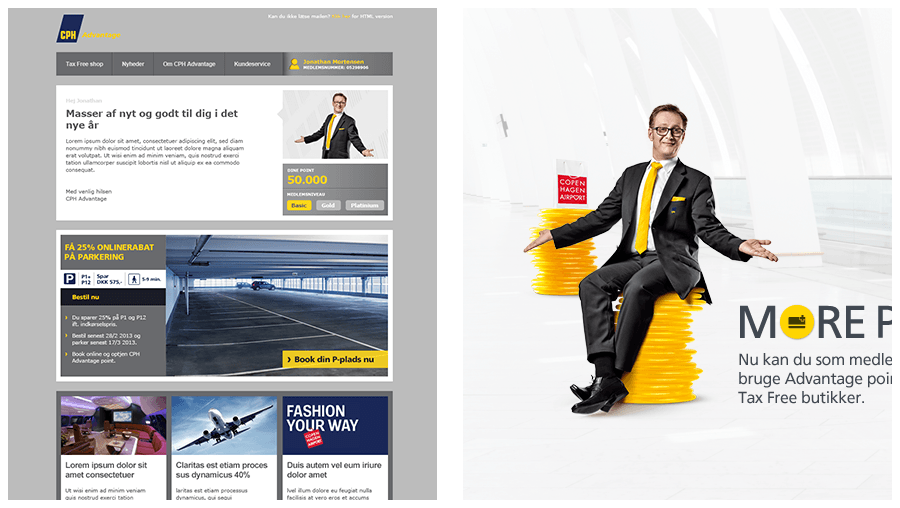 Kan du ikke læse mailen? Klik her for HTML version
CPH Advantage
Tax Free shop Nyheder Om CPH Advantage Kundeservice
Jonathan Mortensen
MEDLEMSNUMMER: 05298906
Hej Jonathan
Masser af nyt og godt til dig i det
nye år
Lorem ipsum dolor sit amet, consectetuer adipiscing elit, sed diam
nonummy nibh euismod tincidunt ut laoreet dolore magna aliquam
erat volutpat. Ut wisi enim ad minim veniam, quis nostrud exerci
tation ullamcorper suscipit lobortis nisl ut aliquip ex ea commodo
consequat.
Med venlig hilsen
CPH Advantage
DINE POINT
50.000
MEDLEMSNIVEAU
Basic Gold Platinium
FÅ 25% ONLINERABAT
PÅ PARKERING
P P1+ P12 Spar DKK 575,- 5-9 min.
Bestil nu
Du sparer 25% på P1 og P12
ift. indkørselspris.
Bestil senest 28/2 2013 og
parker senest 17/3 2013.
Book online og optjen CPH
Advantage point.
Book din P-plads nu
FASHION
YOUR WAY
COPEN
HAGEN
AIRPORT
Lorem ipsum dolor sit
amet consectetuer
Ut wisi enim ad minim veniam
quis nostrud exerci tation
Claritas est etiam proces
sus dynamicus 40%
laritas est etiam processus
dynamicus, qui sequi
Duis autem vel eum iriure
dolor amet
Ivel illum dolore eu feugiat nulla
facilisis at vero eros et accums
COPEN
HAGEN
AIRPORT
MORE P
Nu kan du som medle
bruge Advantage poi
Tax Free butikker.